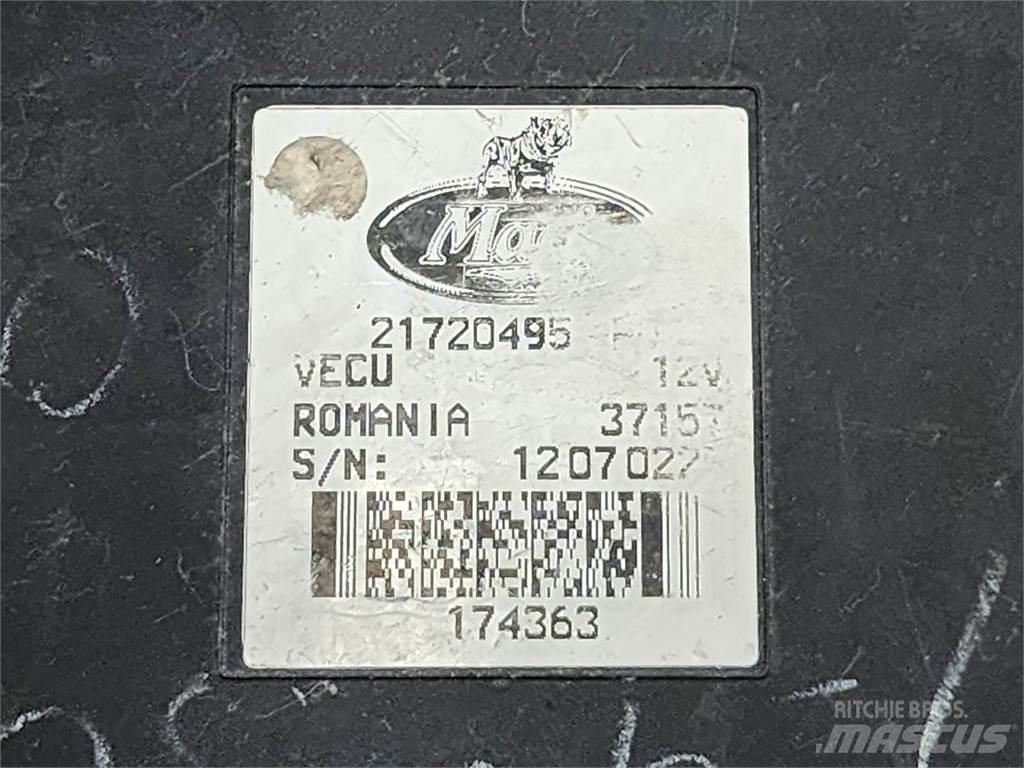 21720495
VECU 12V
ROMANIA
S/N:
174363
RITCHIE BROS.
MASCUS